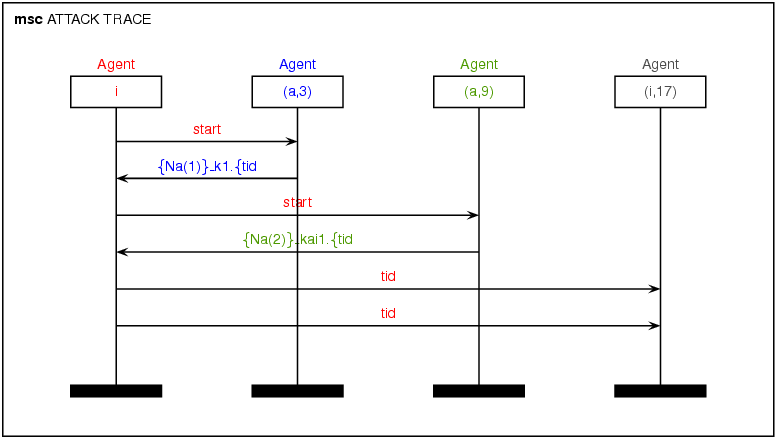 msc ATTACK TRACE
Agent Agent Agent Agent
i (a,3) (a,9) (i,17)
start
{Na(1)}_k1.{tid
start
{Na(2)}_kai1.{tid
tid
tid